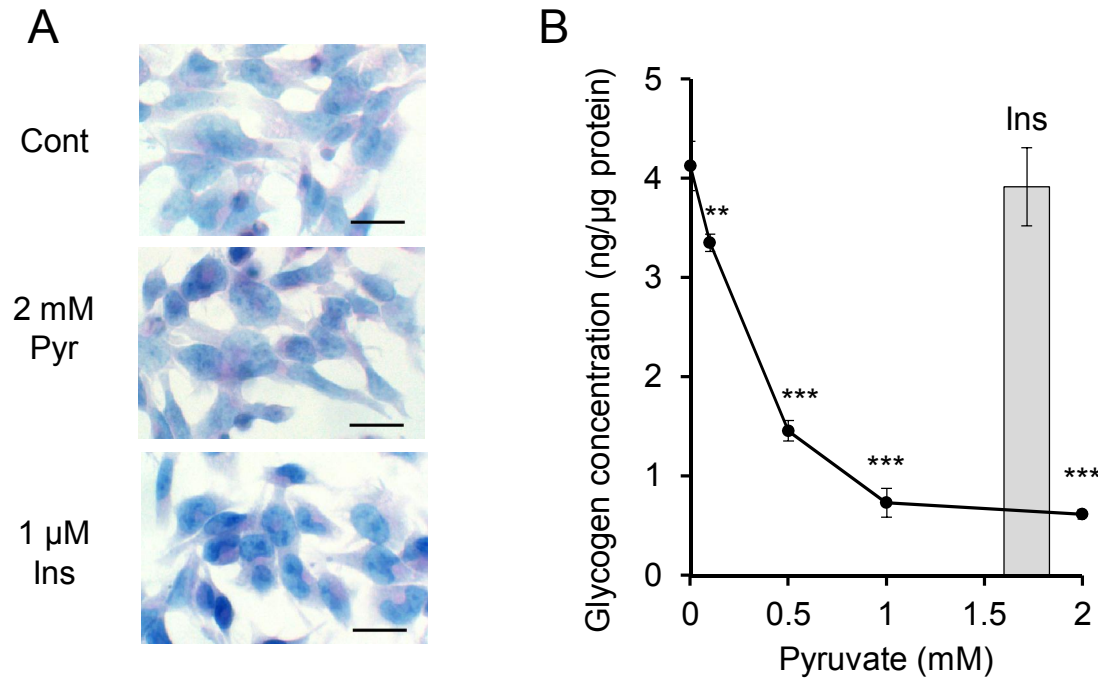 A
Cont
2 mM
Pyr
1 µM
Ins
B
Glycogen concentration (ng/µg protein)
5
4
3
2
1
0
Ins
**
***
***
***
0 0.5 1 1.5 2
Pyruvate (mM)